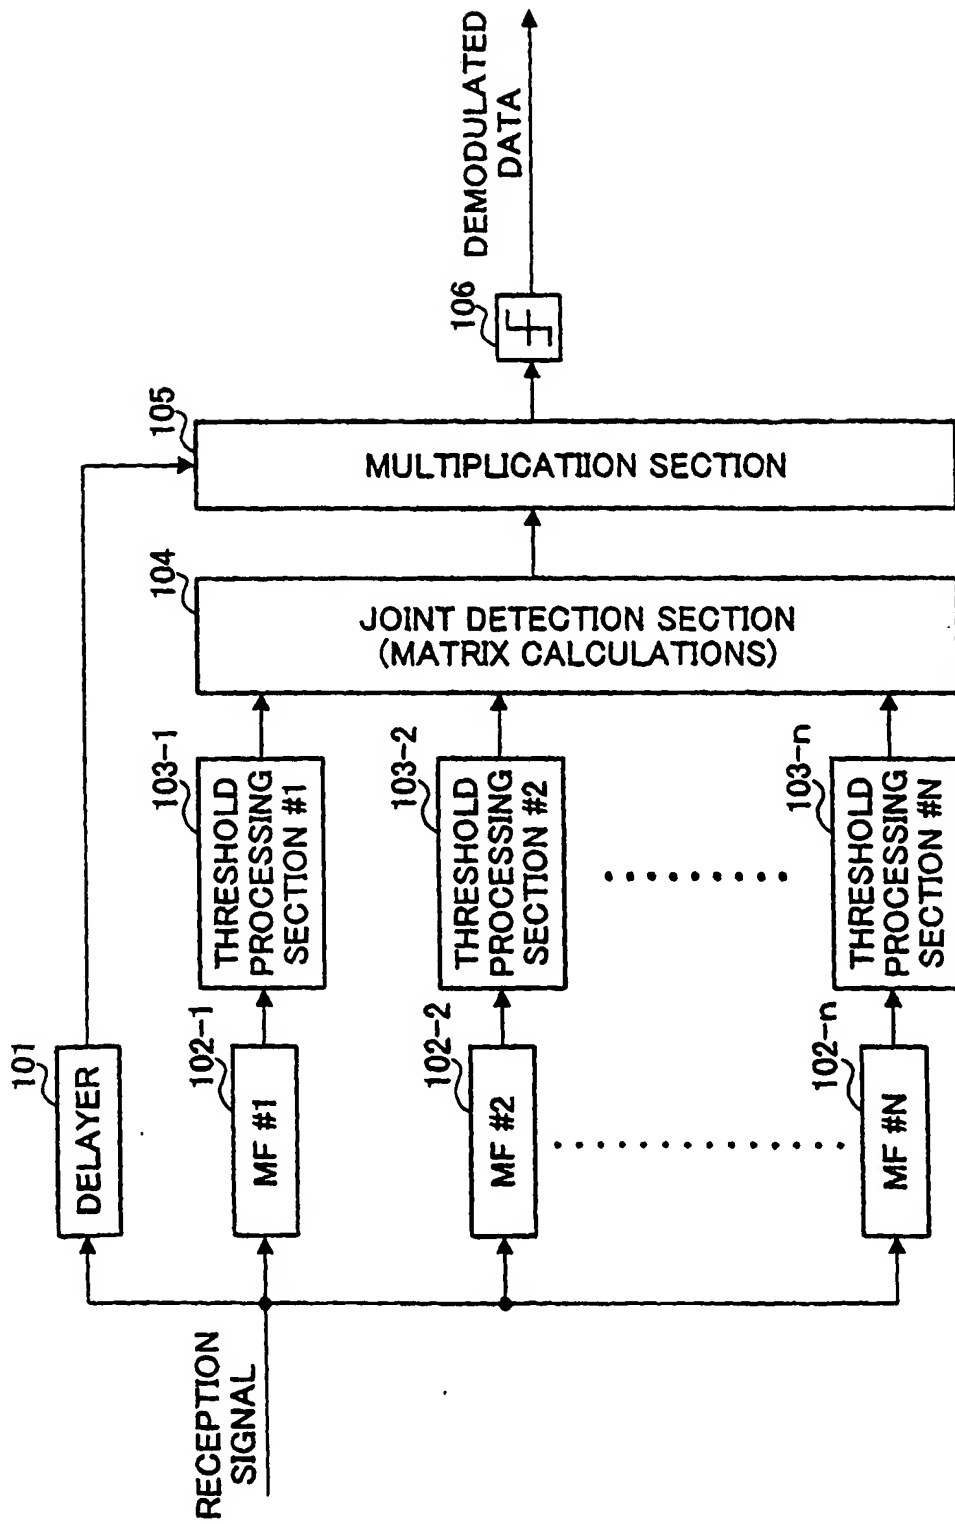 RECEPTION
SIGNAL
101
DELAYER
102-1
MF #1
102-2
MF #2
102-n
MF #N
103-1
THRESHOLD
PROCESSING
SECTION #1
103-2
THRESHOLD
PROCESSING
SECTION #2
103-n
THRESHOLD
PROCESSING
SECTION #N
104
JOINT DETECTION SECTION
(MATRIX CALCULATIONS)
105
MULTIPLICATIION SECTION
106
DEMODULATED
DATA